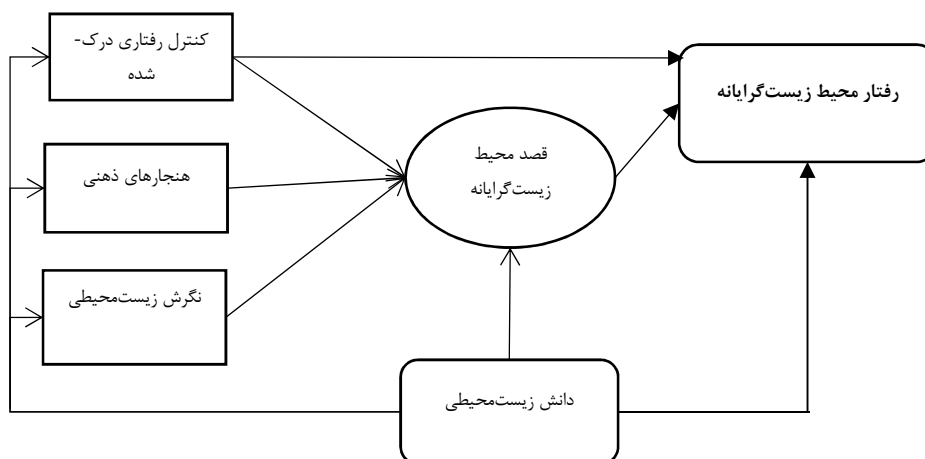 کنترل رفتاری درک-
شده
رفتار محیط زیست‌گرایانه
قصد محیط
زیست‌گرایانه
هنجارهای ذهنی
نگرش زیست‌محیطی
دانش زیست‌محیطی